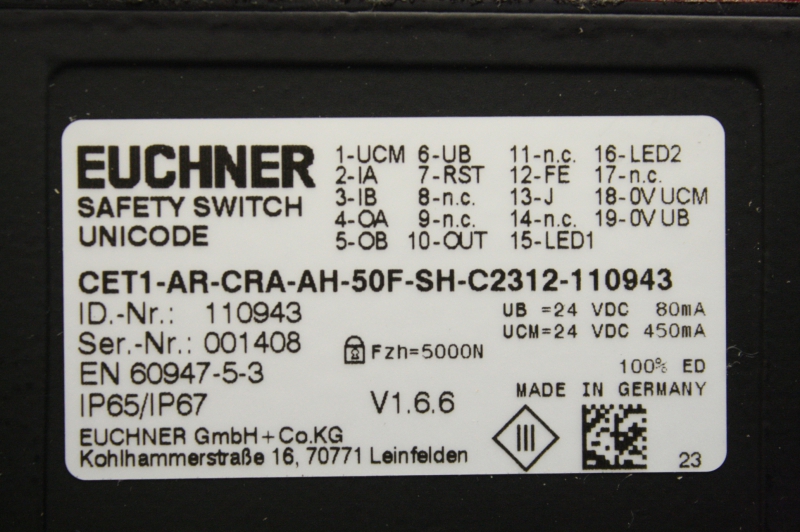 EUCHNER
SAFETY SWITCH
UNICODE
1-UCM 6-UB 11-n.c. 16-LED2
2-IA 7-RST 12-FE 17-n.c.
3-IB 8-n.c. 13-J 18-0V UCM
4-OA 9-n.c. 14-n.c. 19-0V UB
5-OB 10-OUT 15-LED1
CET1-AR-CRA-AH-50F-SH-C2312-110943
ID.-Nr.: 110943
Ser.-Nr.: 001408
EN 60947-5-3
IP65/IP67
Fzh=5000N
V1.6.6
UB =24 VDC 80mA
UCM=24 VDC 450mA
100% ED
MADE IN GERMANY
EUCHNER GmbH+Co.KG
Kohlhammerstraße 16, 70771 Leinfelden
III
23